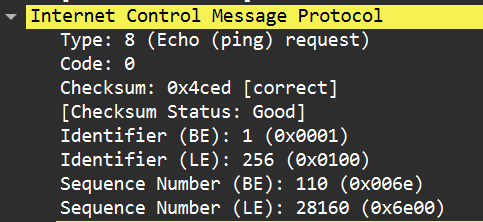 Internet Control Message Protocol
Type: 8 (Echo (ping) request)
Code: 0
Checksum: 0x4ced [correct]
[Checksum Status: Good]
Identifier (BE): 1 (0x0001)
Identifier (LE): 256 (0x0100)
Sequence Number (BE): 110 (0x006e)
Sequence Number (LE): 28160 (0x6e00)